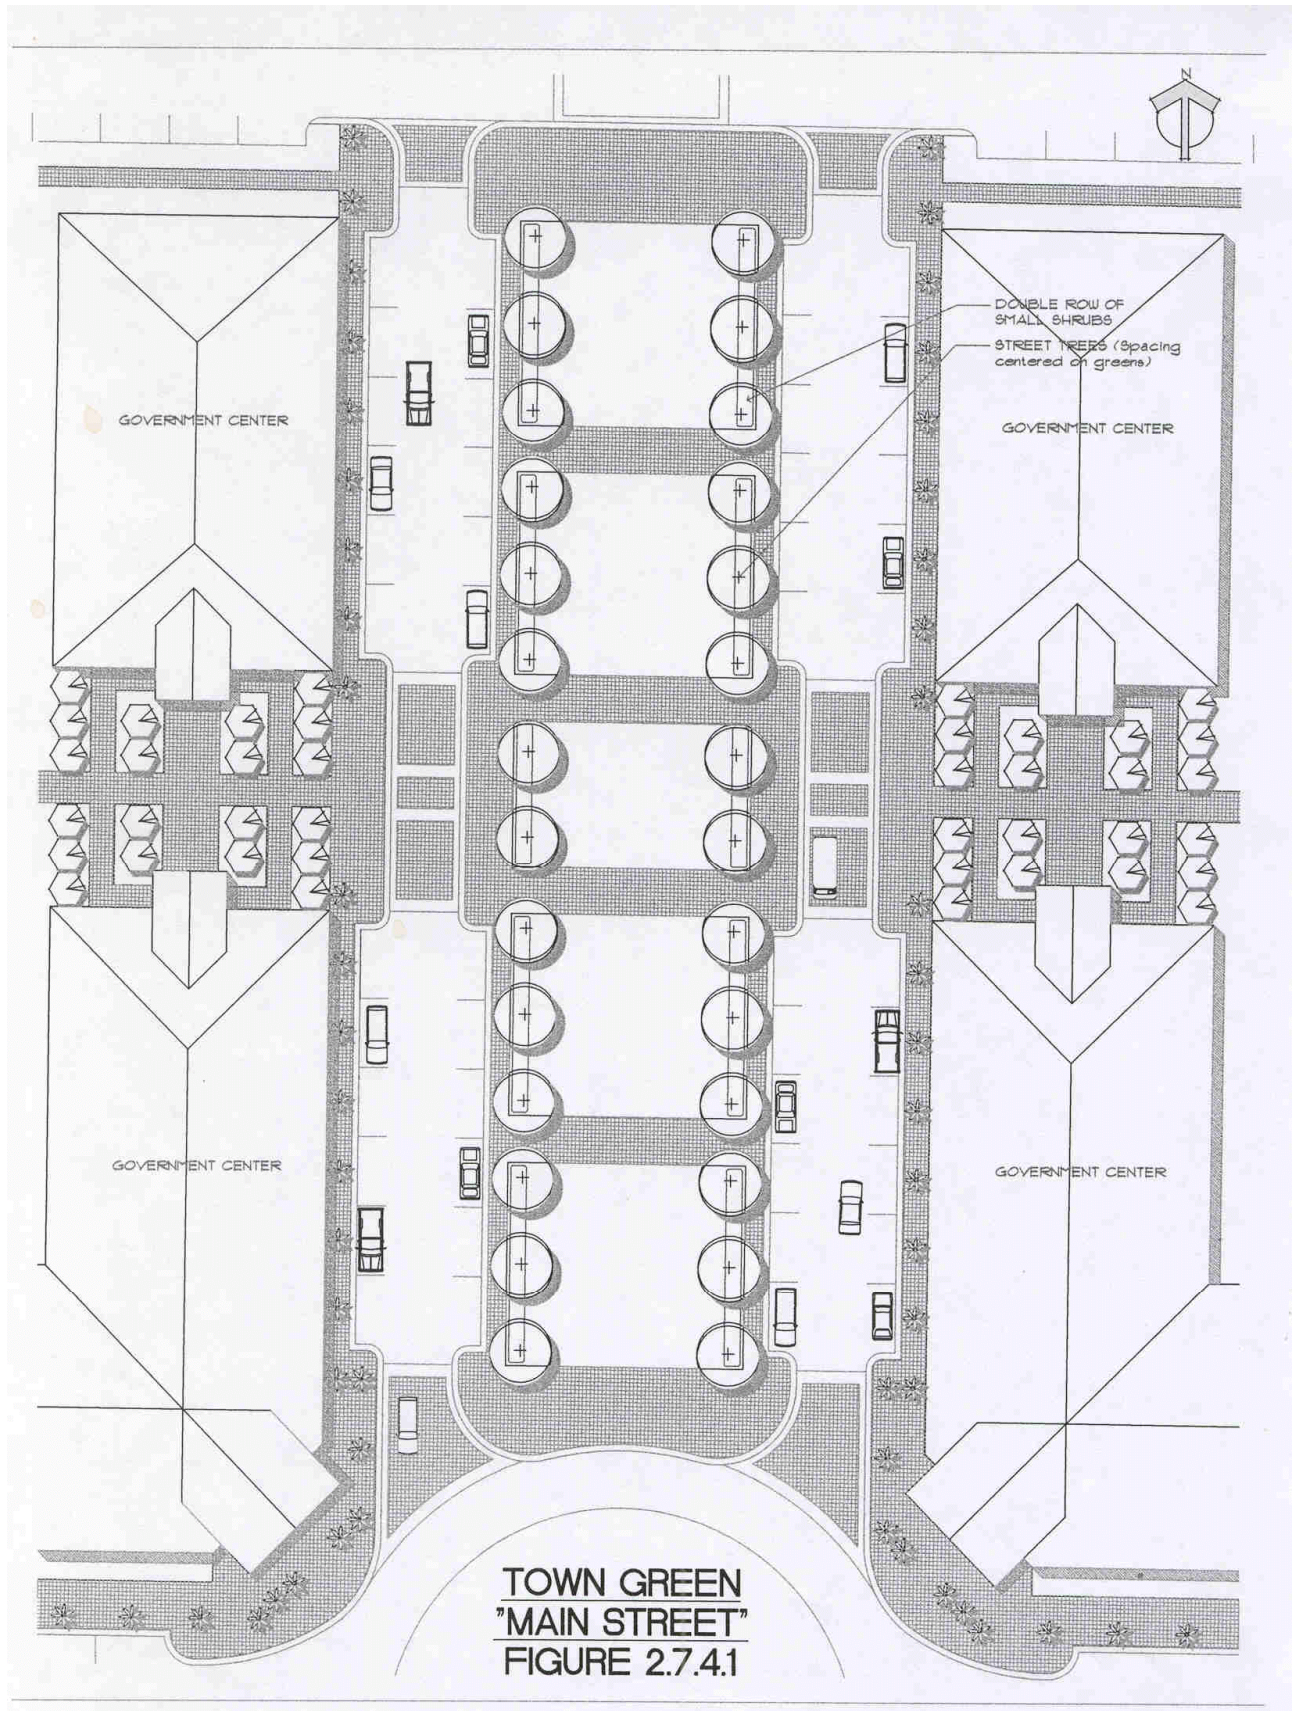 N
DOUBLE ROW OF
SMALL SHRUBS
STREET TREES (Spacing
centered on greens)
GOVERNMENT CENTER
GOVERNMENT CENTER
GOVERNMENT CENTER
GOVERNMENT CENTER
TOWN GREEN
"MAIN STREET"
FIGURE 2.7.4.1